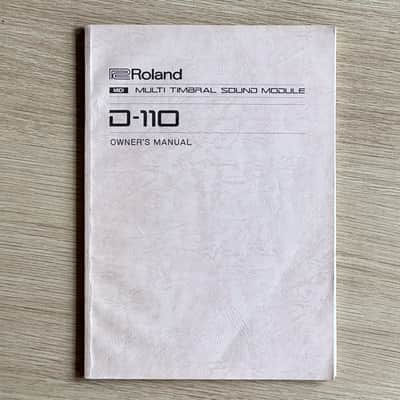 Roland
MIDI MULTI TIMBRAL SOUND MODULE
D-110
OWNER'S MANUAL